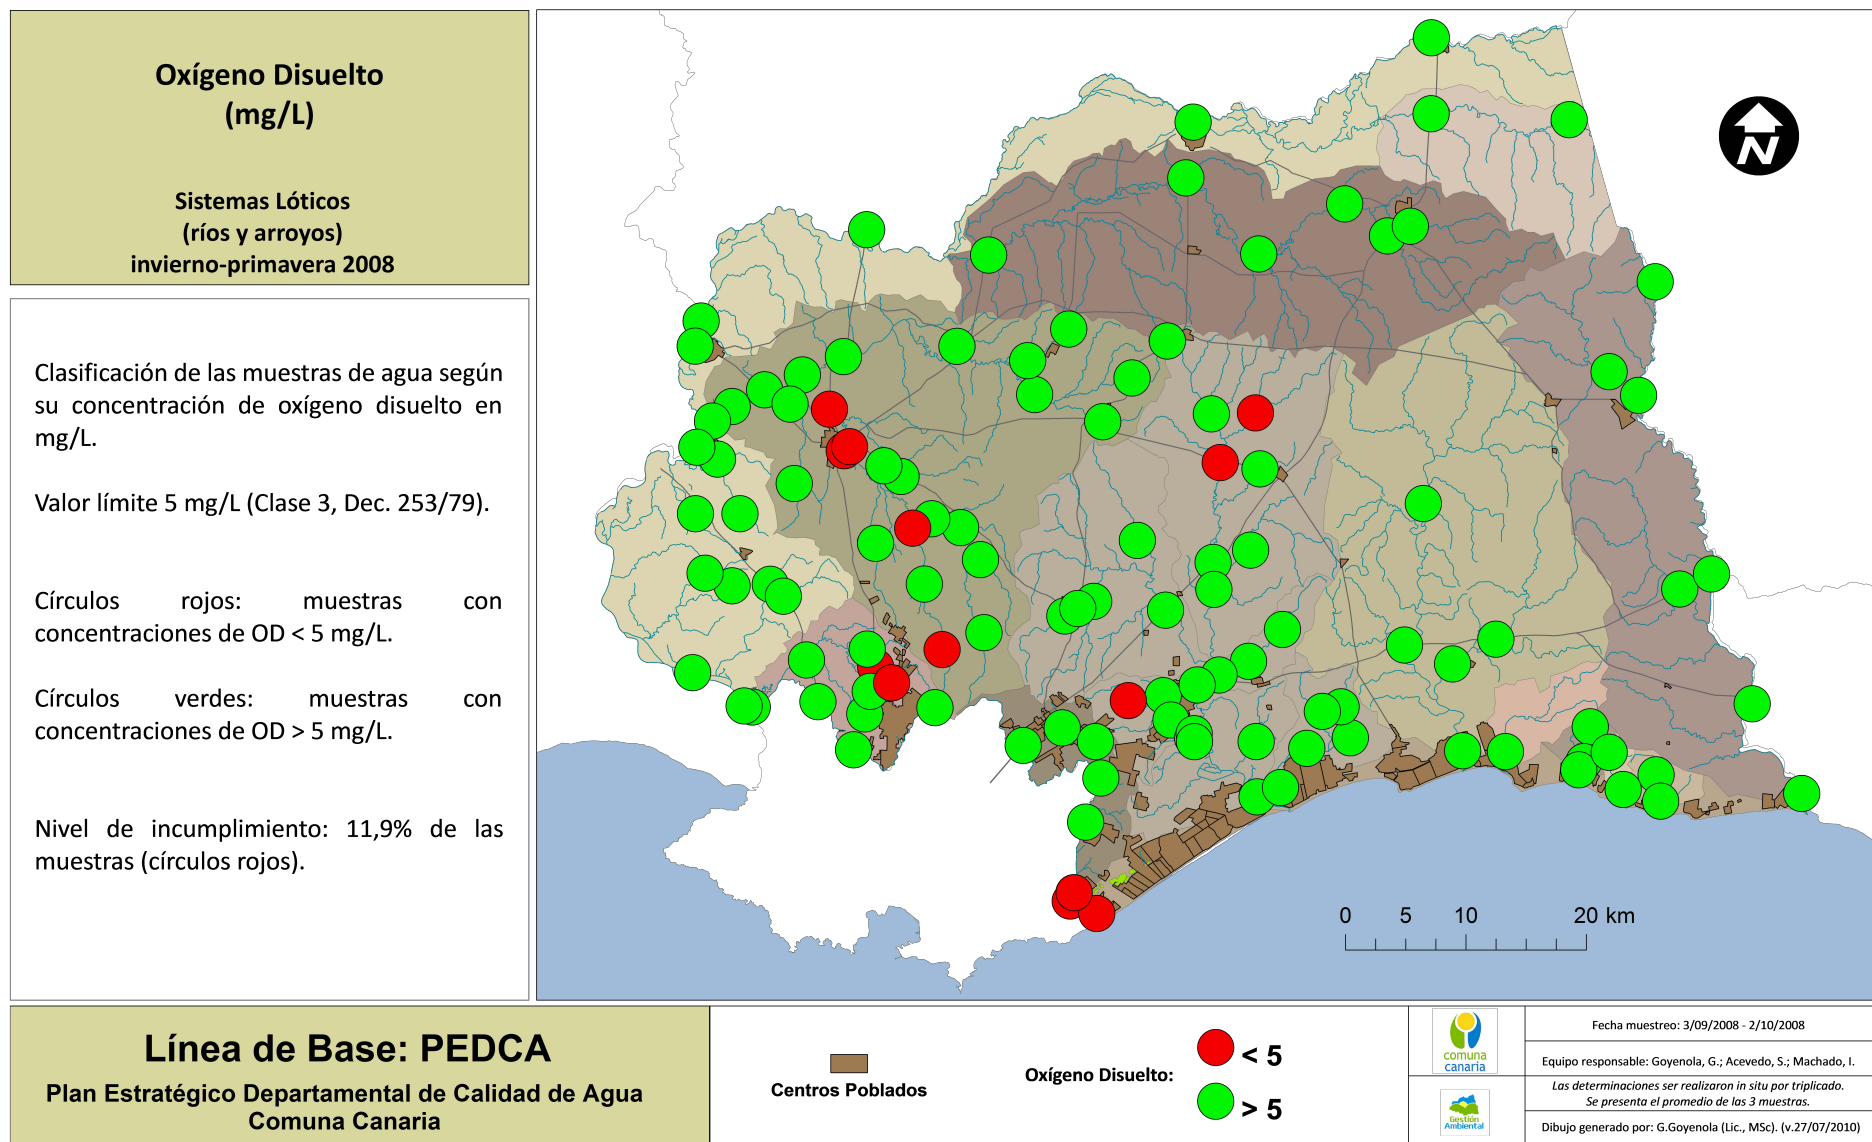 Oxígeno Disuelto
(mg/L)
Sistemas Lóticos
(ríos y arroyos)
invierno-primavera 2008
Clasificación de las muestras de agua según
su concentración de oxígeno disuelto en
mg/L.
Valor límite 5 mg/L (Clase 3, Dec. 253/79).
Círculos rojos: muestras con
concentraciones de OD < 5 mg/L.
Círculos verdes: muestras con
concentraciones de OD > 5 mg/L.
Nivel de incumplimiento: 11,9% de las
muestras (círculos rojos).
N
0 5 10 20 km
Línea de Base: PEDCA
Plan Estratégico Departamental de Calidad de Agua
Comuna Canaria
Centros Poblados
Oxígeno Disuelto:
< 5
> 5
comuna
canaria
Gestión
Ambiental
Fecha muestreo: 3/09/2008 - 2/10/2008
Equipo responsable: Goyenola, G.; Acevedo, S.; Machado, I.
Las determinaciones ser realizaron in situ por triplicado.
Se presenta el promedio de las 3 muestras.
Dibujo generado por: G.Goyenola (Lic., MSc). (v.27/07/2010)